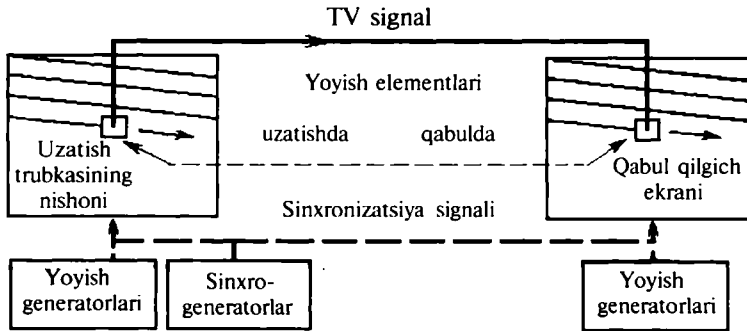 TV signal
Yoyish elementlari
uzatishda qabulda
Uzatish
trubkasining
nishoni
Qabul qilgich
ekrani
Sinxronizatsiya signali
Yoyish
generatorlari
Sinxro-
generatorlar
Yoyish
generatorlari